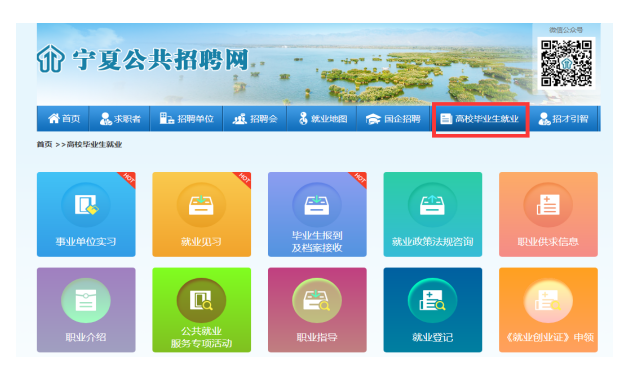 微信公众号
宁夏公共招聘网
首页 求职者 招聘单位 招聘会 就业地图 国企招聘 高校毕业生就业 招才引智
首页 >>高校毕业生就业
HOT HOT HOT
事业单位实习 就业见习 毕业生报到 就业政策法规咨询 职业供求信息
及档案接收
职业介绍 公共就业 职业指导 就业登记 《就业创业证》申领
服务专项活动